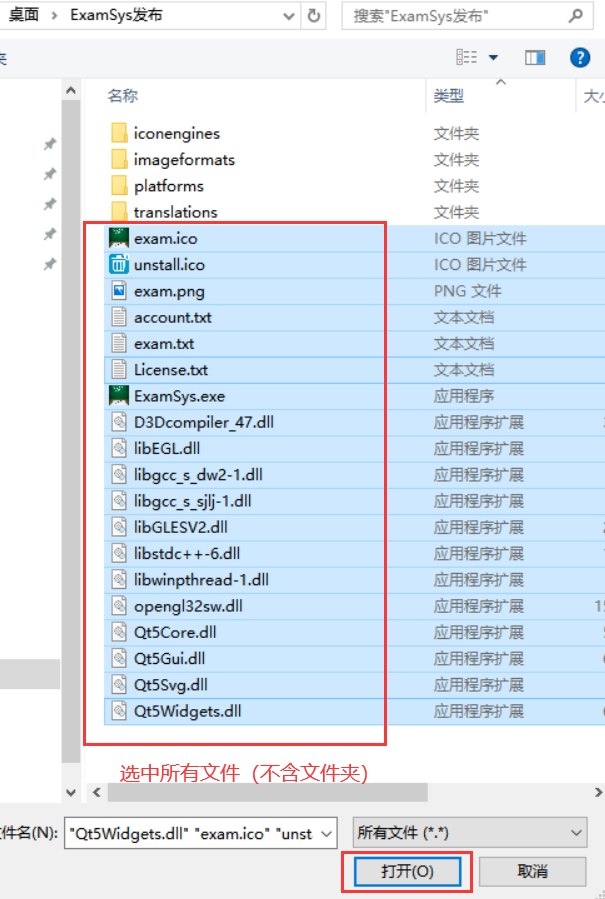 桌面 > ExamSys发布
搜索"ExamSys发布"
名称 类型
iconengines 文件夹
imageformats 文件夹
platforms 文件夹
translations 文件夹
exam.ico ICO 图片文件
unstall.ico ICO 图片文件
exam.png PNG 文件
account.txt 文本文档
exam.txt 文本文档
License.txt 文本文档
ExamSys.exe 应用程序
D3Dcompiler_47.dll 应用程序扩展
libEGL.dll 应用程序扩展
libgcc_s_dw2-1.dll 应用程序扩展
libgcc_s_sjlj-1.dll 应用程序扩展
libGLESV2.dll 应用程序扩展
libstdc++-6.dll 应用程序扩展
libwinpthread-1.dll 应用程序扩展
opengl32sw.dll 应用程序扩展
Qt5Core.dll 应用程序扩展
Qt5Gui.dll 应用程序扩展
Qt5Svg.dll 应用程序扩展
Qt5Widgets.dll 应用程序扩展
选中所有文件（不含文件夹）
件名(N): "Qt5Widgets.dll" "exam.ico" "unst 所有文件 (*.*)
打开(O) 取消